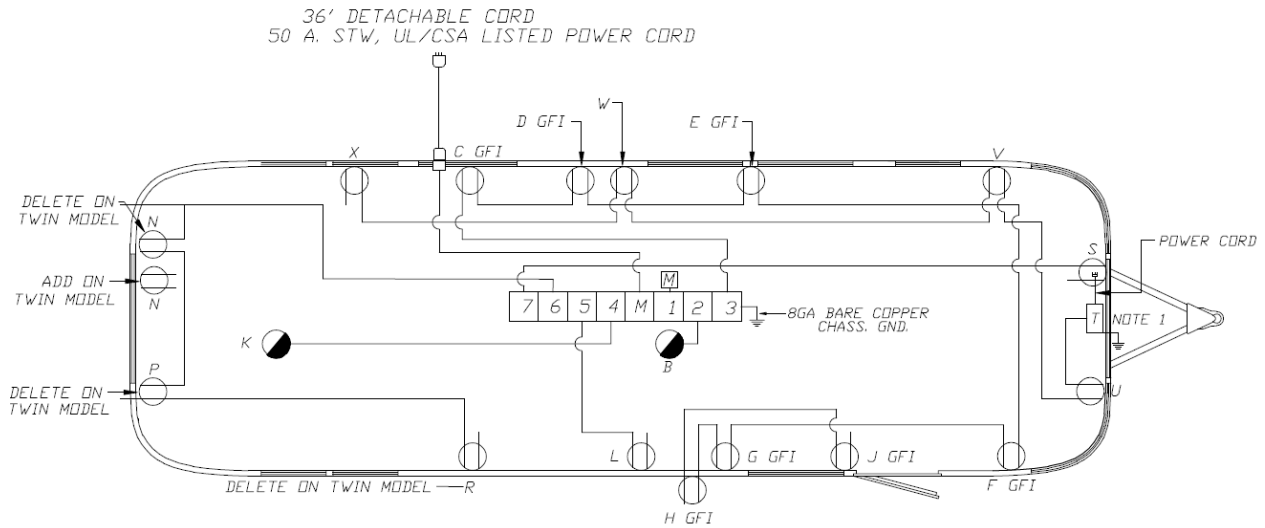 36' DETACHABLE CORD
50 A. STW, UL/CSA LISTED POWER CORD
W
D GFI
E GFI
X
C GFI
V
DELETE ON
TWIN MODEL
N
S
POWER CORD
ADD ON
TWIN MODEL
N
M
7 6 5 4 M 1 2 3
8GA BARE COPPER
CHASS. GND.
T
NOTE 1
K
B
P
DELETE ON
TWIN MODEL
U
L
G GFI
J GFI
F GFI
DELETE ON TWIN MODEL
R
H GFI